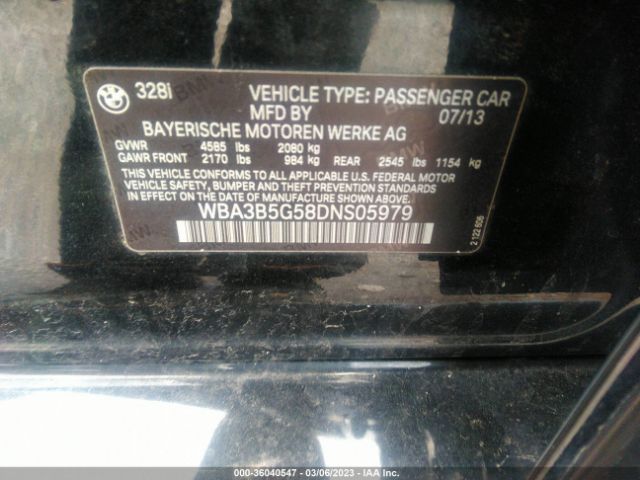 328i
VEHICLE TYPE: PASSENGER CAR
MFD BY 07/13
BAYERISCHE MOTOREN WERKE AG
GVWR 4585 lbs 2080 kg
GAWR FRONT 2170 lbs 984 kg REAR 2545 lbs 1154 kg
THIS VEHICLE CONFORMS TO ALL APPLICABLE U.S. FEDERAL MOTOR
VEHICLE SAFETY, BUMPER AND THEFT PREVENTION STANDARDS
IN EFFECT ON THE DATE OF MANUFACTURE SHOWN ABOVE.
WBA3B5G58DNS05979
2 122 606
000-36040547 - 03/06/2023 - IAA Inc.